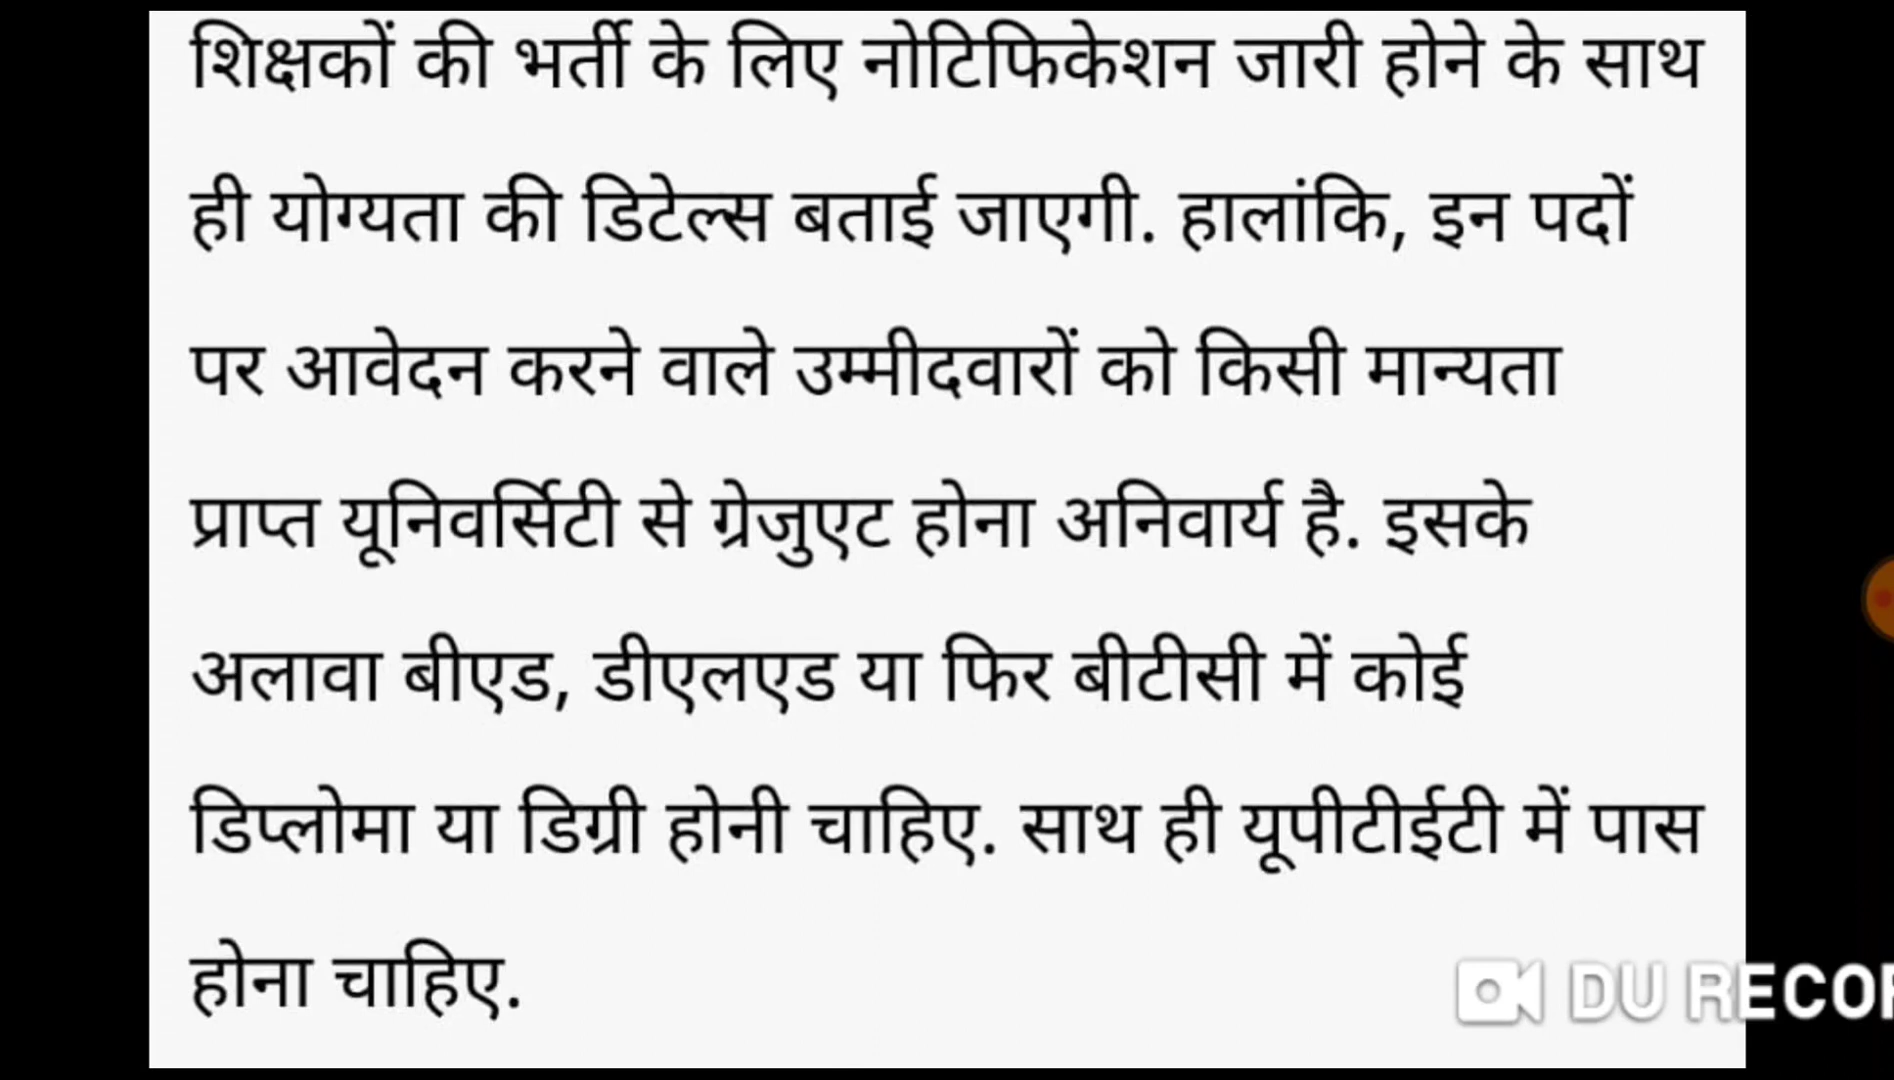 शिक्षकों की भर्ती के लिए नोटिफिकेशन जारी होने के साथ
ही योग्यता की डिटेल्स बताई जाएगी. हालांकि, इन पदों
पर आवेदन करने वाले उम्मीदवारों को किसी मान्यता
प्राप्त यूनिवर्सिटी से ग्रेजुएट होना अनिवार्य है. इसके
अलावा बीएड, डीएलएड या फिर बीटीसी में कोई
डिप्लोमा या डिग्री होनी चाहिए. साथ ही यूपीटीईटी में पास
होना चाहिए.
DU RECOR